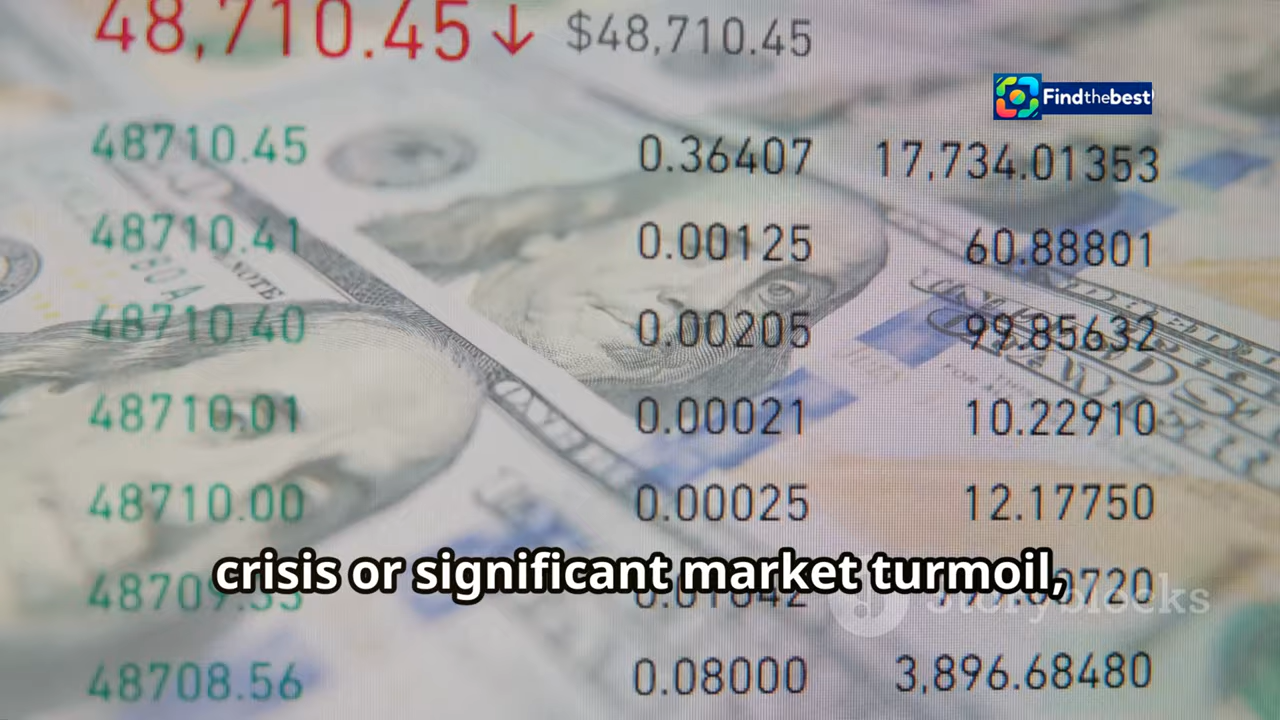 48,710.45↓ $48,710.45
Findthebest
48710.45 0.36407 17,734.01353
48710.41 0.00125 60.88801
48710.40 0.00205 99.85632
48710.01 0.00021 10.22910
48710.00 0.00025 12.17750
crisis or significant market turmoil,
storyblocks
48708.56 0.08000 3,896.68480
NOTE